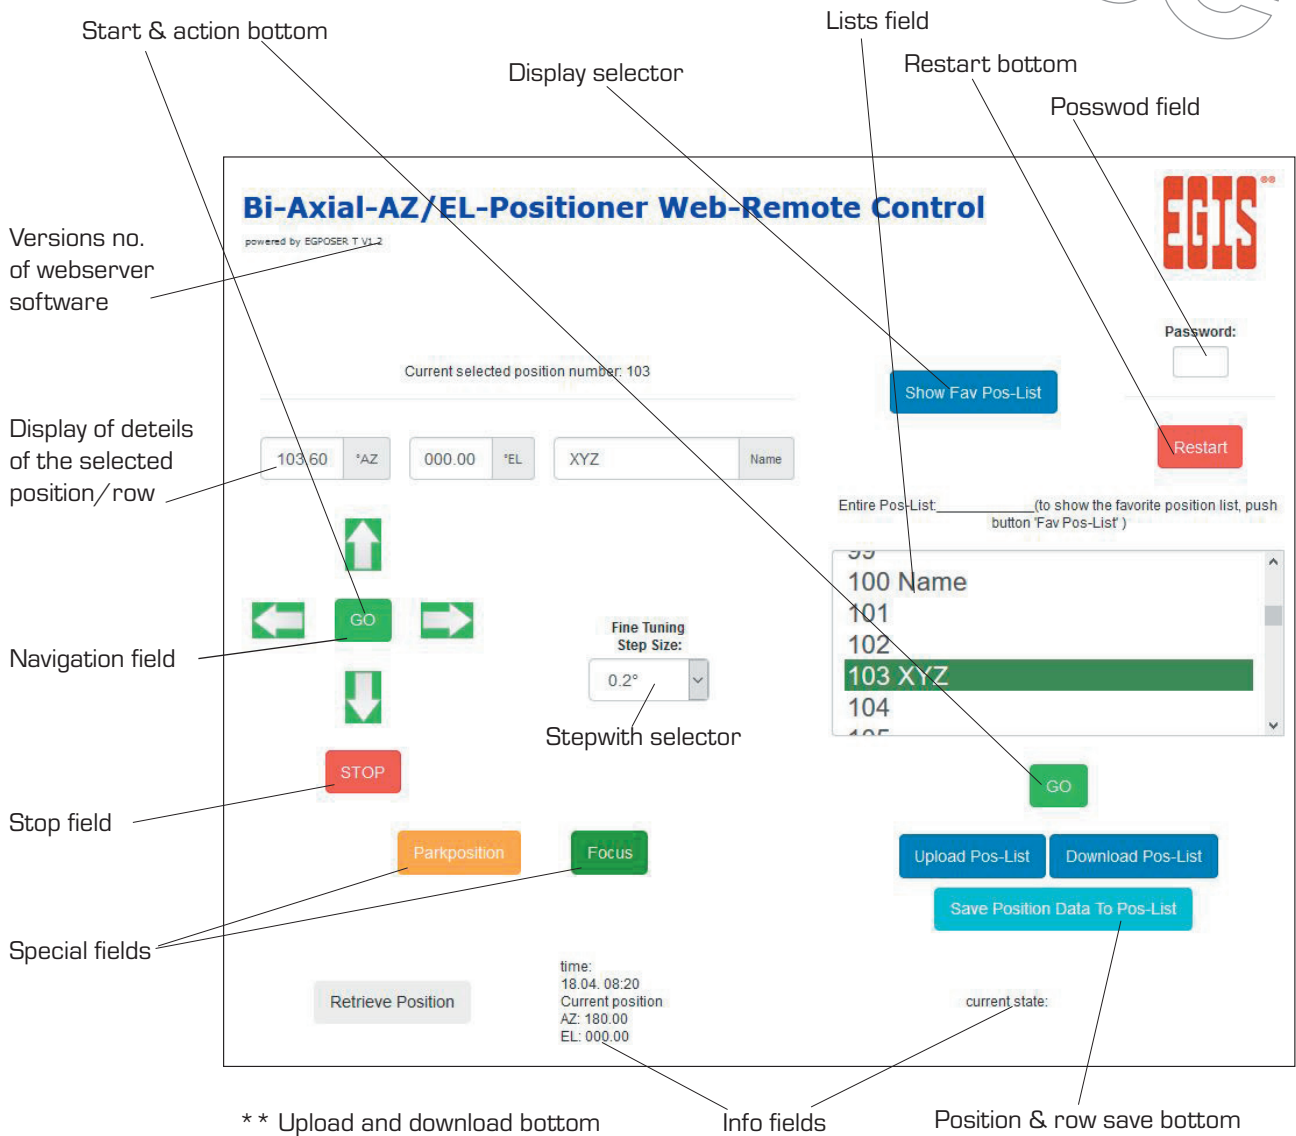 Start & action bottom
Lists field
Display selector
Restart bottom
Posswod field
Bi-Axial-AZ/EL-Positioner Web-Remote Control
powered by EGPOSER T V1.2
EGIS
®®
Versions no.
of webserver
software
Password:
Current selected position number: 103
Show Fav Pos-List
Display of deteils
of the selected
position/row
103.60 °AZ 000.00 °EL XYZ Name
Restart
Entire Pos-List:______________(to show the favorite position list, push
button 'Fav Pos-List' )
99
100 Name
101
102
103 XYZ
104
105
GO
Navigation field
Fine Tuning
Step Size:
0.2°
Stepwith selector
STOP
Stop field
GO
Parkposition
Focus
Upload Pos-List
Download Pos-List
Save Position Data To Pos-List
Special fields
Retrieve Position
time:
18.04. 08:20
Current position
AZ: 180.00
EL: 000.00
current state:
** Upload and download bottom
Info fields
Position & row save bottom